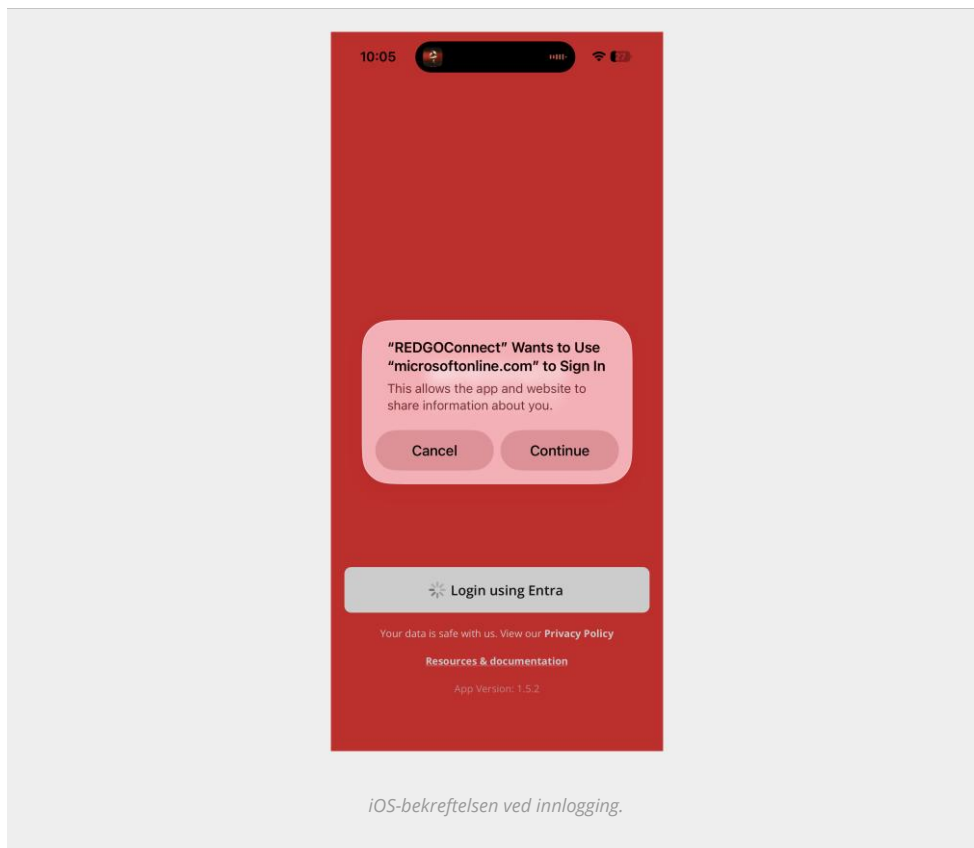 10:05
27
“REDGOConnect” Wants to Use
“microsoftonline.com” to Sign In
This allows the app and website to
share information about you.
Cancel Continue
Login using Entra
Your data is safe with us. View our Privacy Policy
Resources & documentation
App Version: 1.5.2
iOS-bekreftelsen ved innlogging.